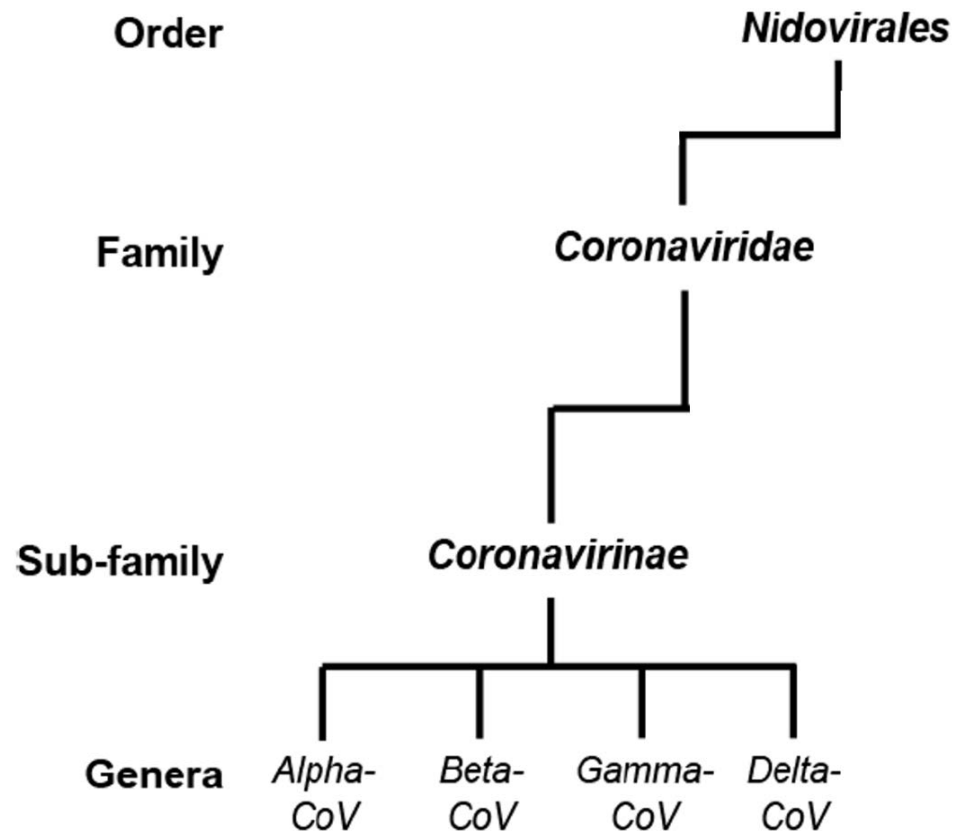 Order Nidovirales
Family Coronaviridae
Sub-family Coronavirinae
Genera Alpha- Beta- Gamma- Delta-
CoV CoV CoV CoV